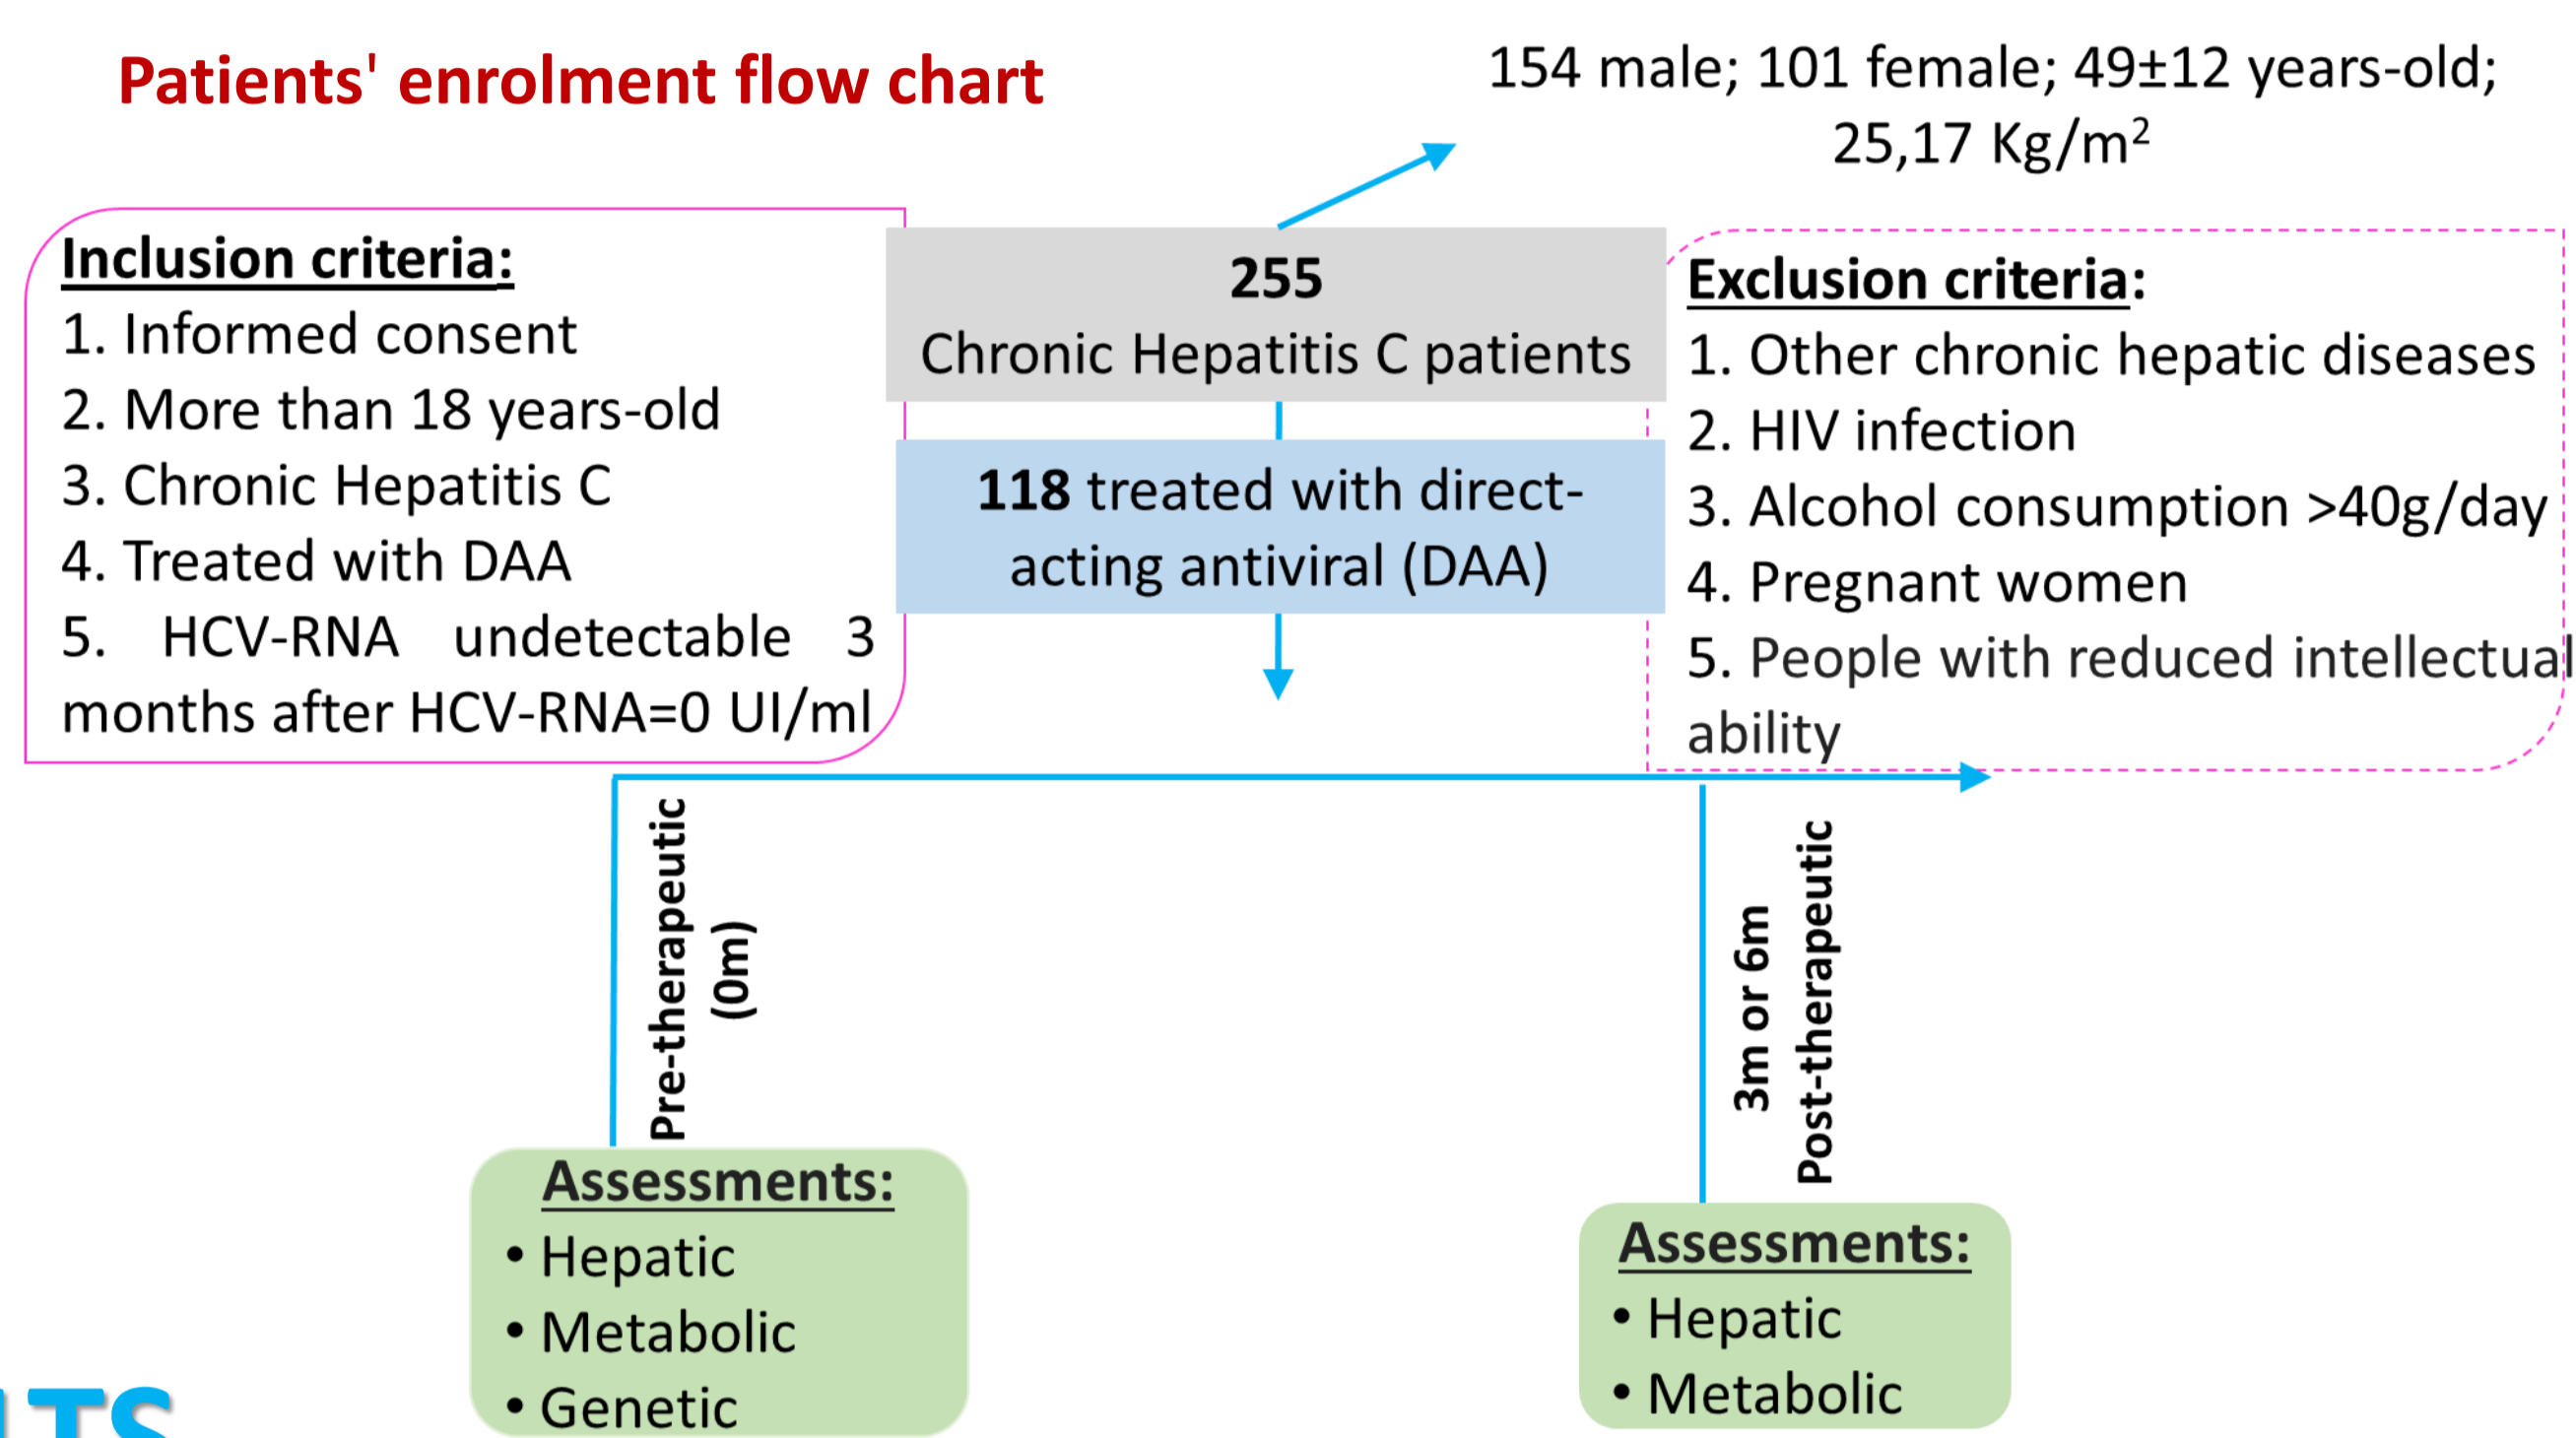 Patients' enrolment flow chart
154 male; 101 female; 49±12 years-old;
25,17 Kg/m²
Inclusion criteria:
1. Informed consent
2. More than 18 years-old
3. Chronic Hepatitis C
4. Treated with DAA
5. HCV-RNA undetectable 3
months after HCV-RNA=0 UI/ml
255
Chronic Hepatitis C patients
118 treated with direct-
acting antiviral (DAA)
Exclusion criteria:
1. Other chronic hepatic diseases
2. HIV infection
3. Alcohol consumption >40g/day
4. Pregnant women
5. People with reduced intellectual
ability
Pre-therapeutic
(0m)
3m or 6m
Post-therapeutic
Assessments:
• Hepatic
• Metabolic
• Genetic
Assessments:
• Hepatic
• Metabolic